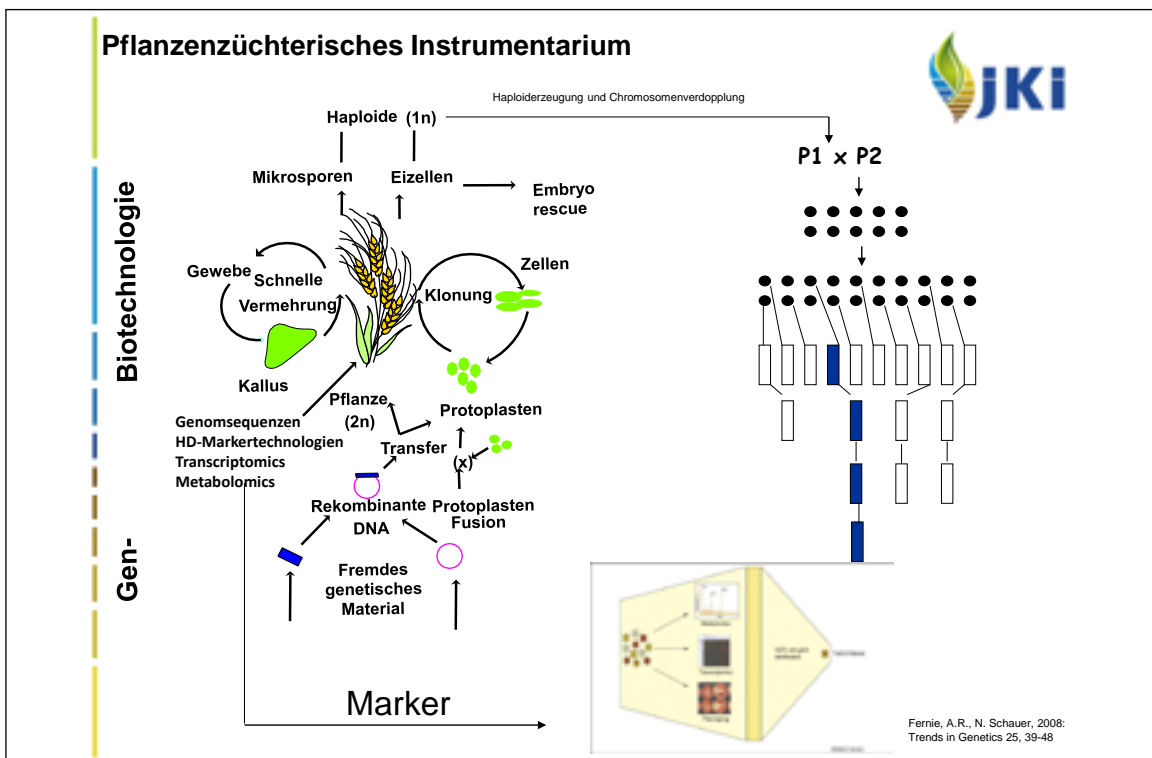 Pflanzenzüchterisches Instrumentarium
JKI
Haploiderzeugung und Chromosomenverdopplung
Haploide (1n)
P1 x P2
Mikrosporen
Eizellen
Embryo
rescue
Biotechnologie
Gewebe
Schnelle
Vermehrung
Kallus
Klonung
Zellen
Pflanze
(2n)
Protoplasten
Genomsequenzen
HD-Markertechnologien
Transcriptomics
Metabolomics
Transfer
(x)
Rekombinante
DNA
Protoplasten
Fusion
Gen-
Fremdes
genetisches
Material
Marker
Fernie, A.R., N. Schauer, 2008:
Trends in Genetics 25, 39-48